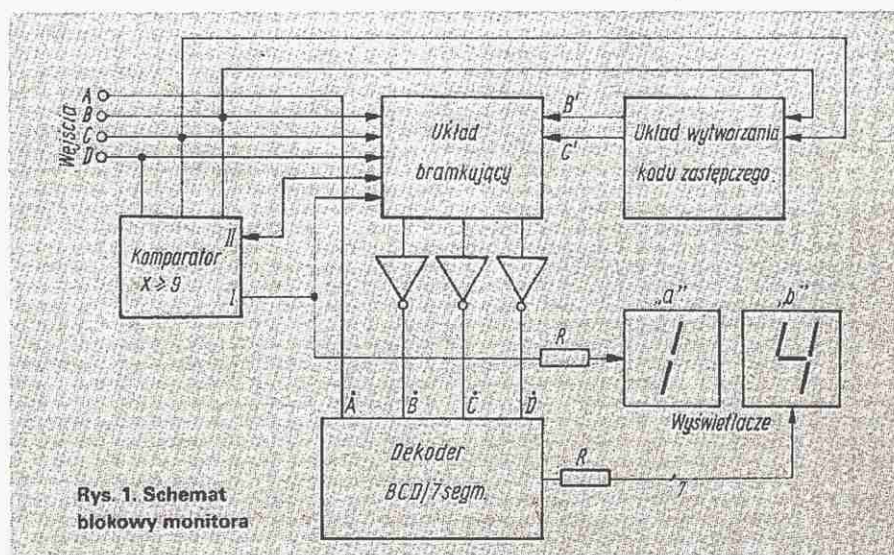 Wejścia
A
B
C
D
Układ
bramkujący
B'
C'
Układ wytwarzania
kodu zastępczego
Komparator
X ≥ 9
II
I
„a"
„b"
R
Wyświetlacze
Ȧ
Ḃ
Ċ
Ḋ
Dekoder
BCD/7segm.
R
7
Rys. 1. Schemat
blokowy monitora